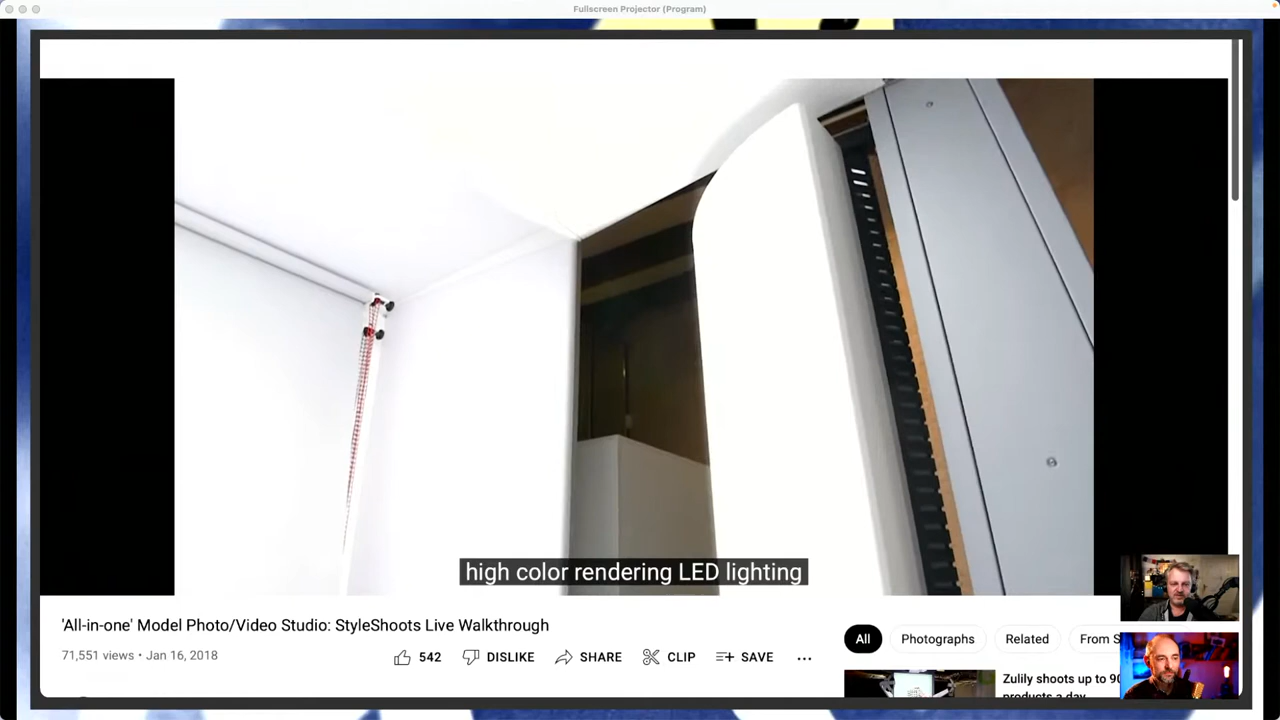 Fullscreen Projector (Program)
high color rendering LED lighting
'All-in-one' Model Photo/Video Studio: StyleShoots Live Walkthrough
71,551 views • Jan 16, 2018
542
DISLIKE
SHARE
CLIP
SAVE
All
Photographs
Related
From S
Zulily shoots up to 90
products a day